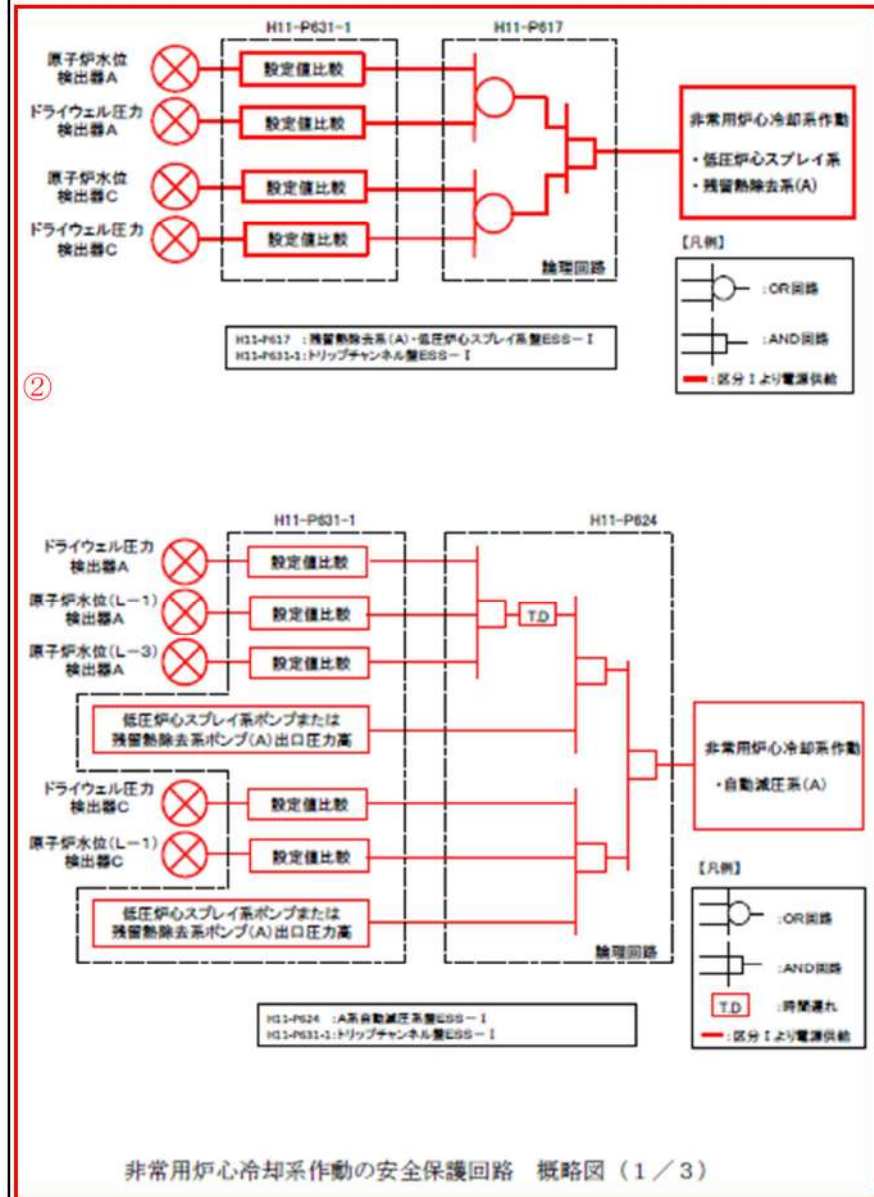 H11-P631-1
H11-P617
原子炉水位
検出器A
設定値比較
ドライウェル圧力
検出器A
設定値比較
原子炉水位
検出器C
設定値比較
ドライウェル圧力
検出器C
設定値比較
論理回路
非常用炉心冷却系作動
・低圧炉心スプレイ系
・残留熱除去系(A)
【凡例】
:OR回路
:AND回路
:区分Ⅰより電源供給
H11-P617 :残留熱除去系(A)・低圧炉心スプレイ系盤ESS-Ⅰ
H11-P631-1:トリップチャンネル盤ESS-Ⅰ
②
H11-P631-1
H11-P624
ドライウェル圧力
検出器A
設定値比較
原子炉水位(L-1)
検出器A
設定値比較
T.D
原子炉水位(L-3)
検出器A
設定値比較
低圧炉心スプレイ系ポンプまたは
残留熱除去系ポンプ(A)出口圧力高
ドライウェル圧力
検出器C
設定値比較
原子炉水位(L-1)
検出器C
設定値比較
低圧炉心スプレイ系ポンプまたは
残留熱除去系ポンプ(A)出口圧力高
論理回路
非常用炉心冷却系作動
・自動減圧系(A)
【凡例】
:OR回路
:AND回路
T.D :時間遅れ
:区分Ⅰより電源供給
H11-P624 :A系自動減圧系盤ESS-Ⅰ
H11-P631-1:トリップチャンネル盤ESS-Ⅰ
非常用炉心冷却系作動の安全保護回路 概略図(1/3)